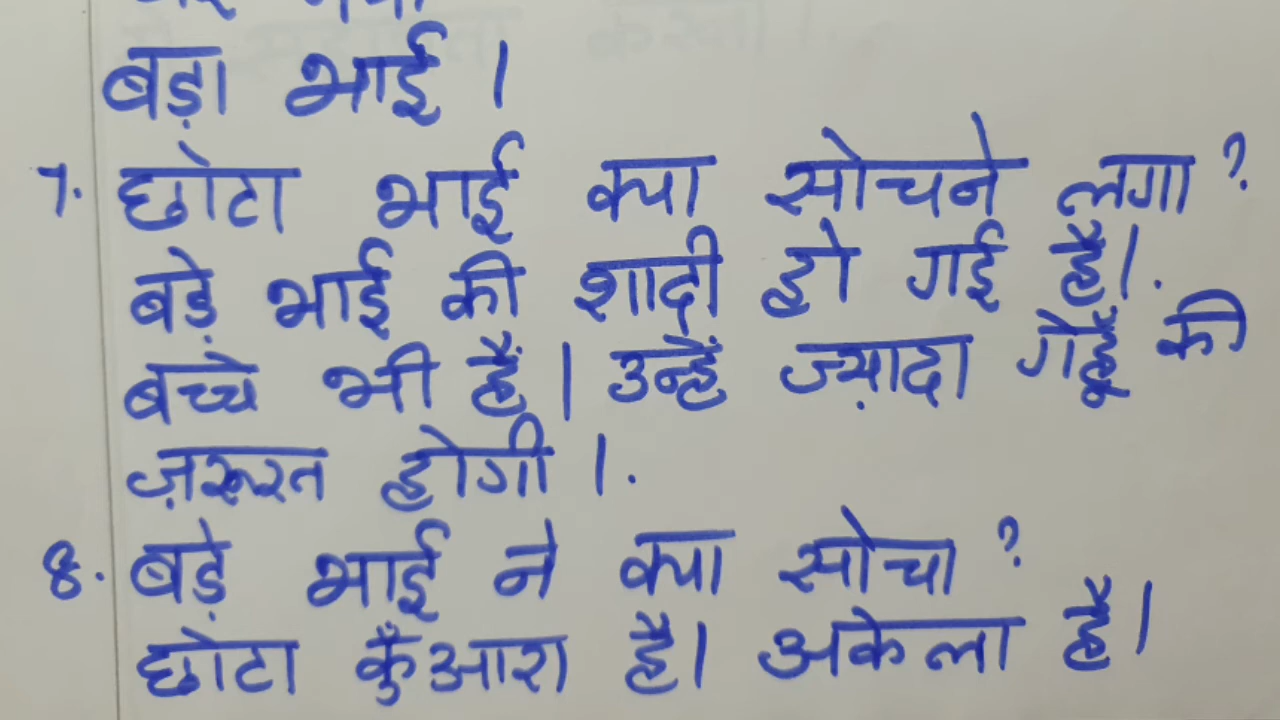 बड़ा भाई ।
7. छोटा भाई क्या सोचने लगा ?
बड़े भाई की शादी हो गई है।.
बच्चे भी हैं। उन्हें ज़्यादा गेहूँ की
ज़रूरत होगी ।.
8. बड़े भाई ने क्या सोचा ?
छोटा कुँआरा है। अकेला है।